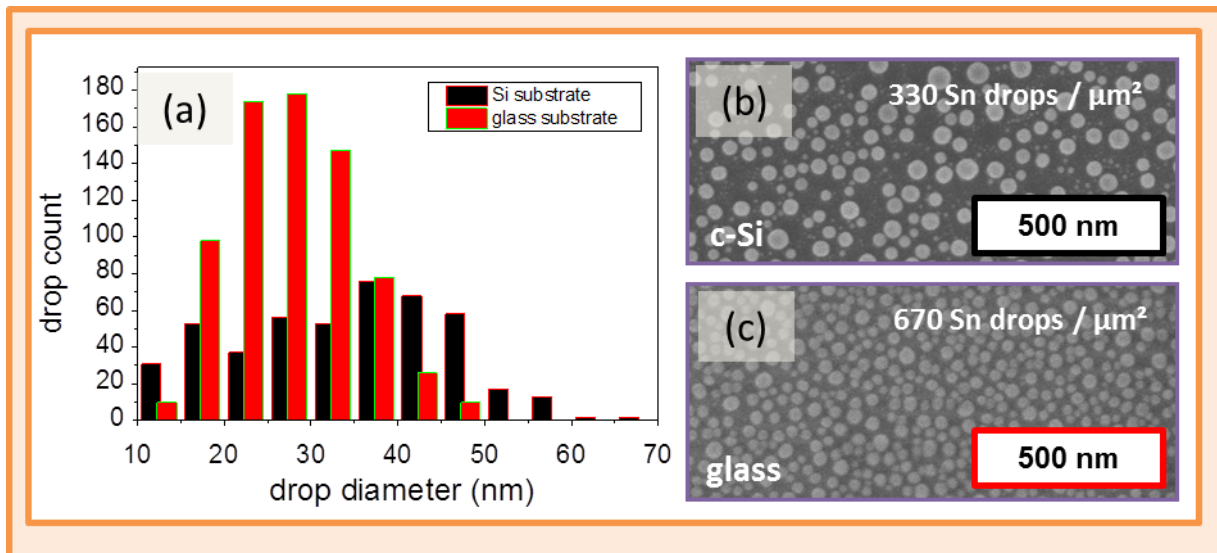 (a)
Si substrate
glass substrate
drop count
180
160
140
120
100
80
60
40
20
0
10 20 30 40 50 60 70
drop diameter (nm)
(b)
330 Sn drops / µm²
c-Si
500 nm
(c)
670 Sn drops / µm²
glass
500 nm